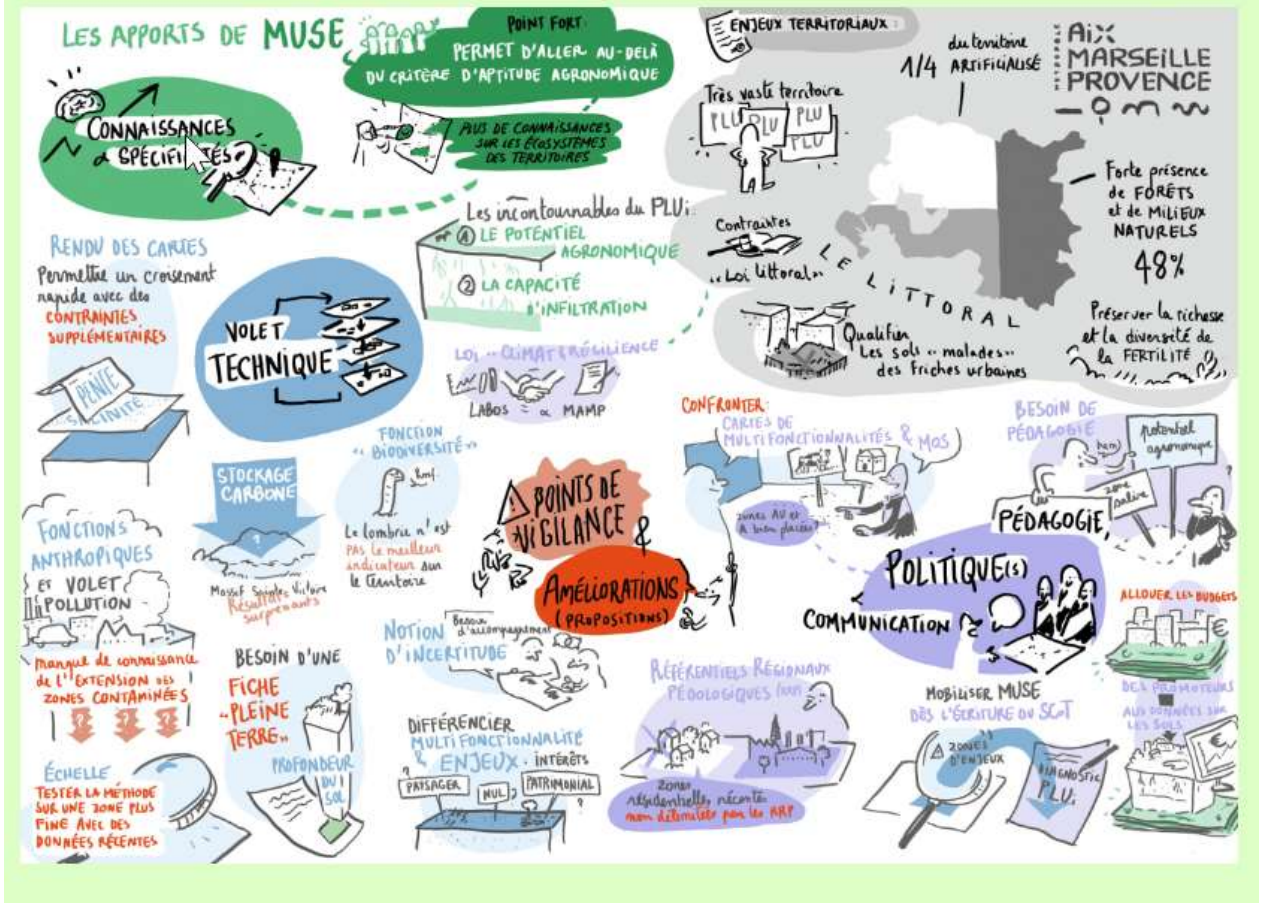 LES APPORTS DE MUSE
POINT FORT:
PERMET D'ALLER AU-DELÀ
DU CRITÈRE D'APTITUDE AGRONOMIQUE
PLUS DE CONNAISSANCES
SUR LES ÉCOSYSTÈMES
DES TERRITOIRES
CONNAISSANCES
& SPÉCIFICITÉS
ENJEUX TERRITORIAUX :
Très vaste territoire
PLU PLU PLU
PLU
du territoire
1/4 ARTIFICIALISÉ
METROPOLE
AIX
MARSEILLE
PROVENCE
Forte présence
de FORÊTS
et de MILIEUX
NATURELS
48%
Contraintes
"Loi littoral"
LE LITTORAL
Qualifier
Les sols "malades"
des friches urbaines
Préserver la richesse
et la diversité de
la FERTILITÉ
RENDU DES CARTES
Permettre un croisement
rapide avec des
CONTRAINTES
SUPPLÉMENTAIRES
PENTE
SALINITÉ
VOLET
TECHNIQUE
Les incontournables du PLUi:
① LE POTENTIEL
AGRONOMIQUE
② LA CAPACITÉ
D'INFILTRATION
LOI "CLIMAT & RÉSILIENCE
LABOS = & MAMP
STOCKAGE
CARBONE
?
Massif Sainte-Victoire
Résultats
surprenants
FONCTION
"BIODIVERSITÉ"
hmf.
Le lombric n'est
PAS le meilleur
indicateur sur
le territoire
POINTS DE
VIGILANCE &
AMÉLIORATIONS
(PROPOSITIONS)
CONFRONTER:
CARTES DE
MULTIFONCTIONNALITÉS & MOS
zones AU et
A bien placées?
BESOIN DE
PÉDAGOGIE
hem)
potentiel
agronomique
zone
saline
PÉDAGOGIE,
POLITIQUE(S)
COMMUNICATION
FONCTIONS
ANTHROPIQUES
ET VOLET
POLLUTION
manque de connaissance
de L'EXTENSION DES
ZONES CONTAMINÉES
? ? ?
ÉCHELLE
TESTER LA MÉTHODE
SUR UNE ZONE PLUS
FINE AVEC DES
DONNÉES RÉCENTES
BESOIN D'UNE
FICHE
"PLEINE
TERRE"
PROFONDEUR
DU
SOL
NOTION
D'INCERTITUDE
Besoin
d'accompagnement
DIFFÉRENCIER
MULTIFONCTIONNALITÉ
& ENJEUX. INTÉRÊTS
PAYSAGER
NUL?
PATRIMONIAL
RÉFÉRENTIELS RÉGIONAUX
PÉDOLOGIQUES
zones
résidentielles récentes
non délimitées par les RRP
MOBILISER MUSE
DÈS L'ÉCRITURE DU SCOT
ZONES
D'ENJEUX
DIAGNOSTIC
PLUi
ALLOUER LES BUDGETS
€
DES PROMOTEURS
AUX DONNÉES SUR
LES SOLS
€